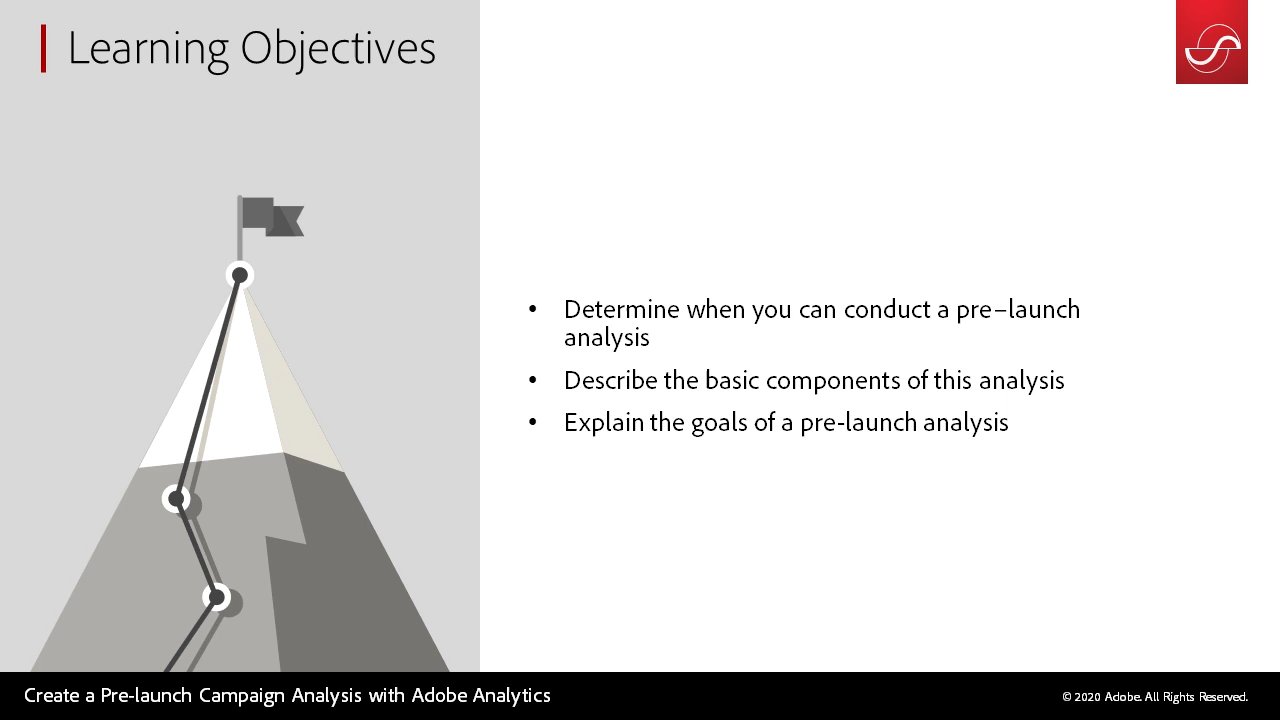 Learning Objectives
• Determine when you can conduct a pre–launch
analysis
• Describe the basic components of this analysis
• Explain the goals of a pre-launch analysis
Create a Pre-launch Campaign Analysis with Adobe Analytics
© 2020 Adobe. All Rights Reserved.